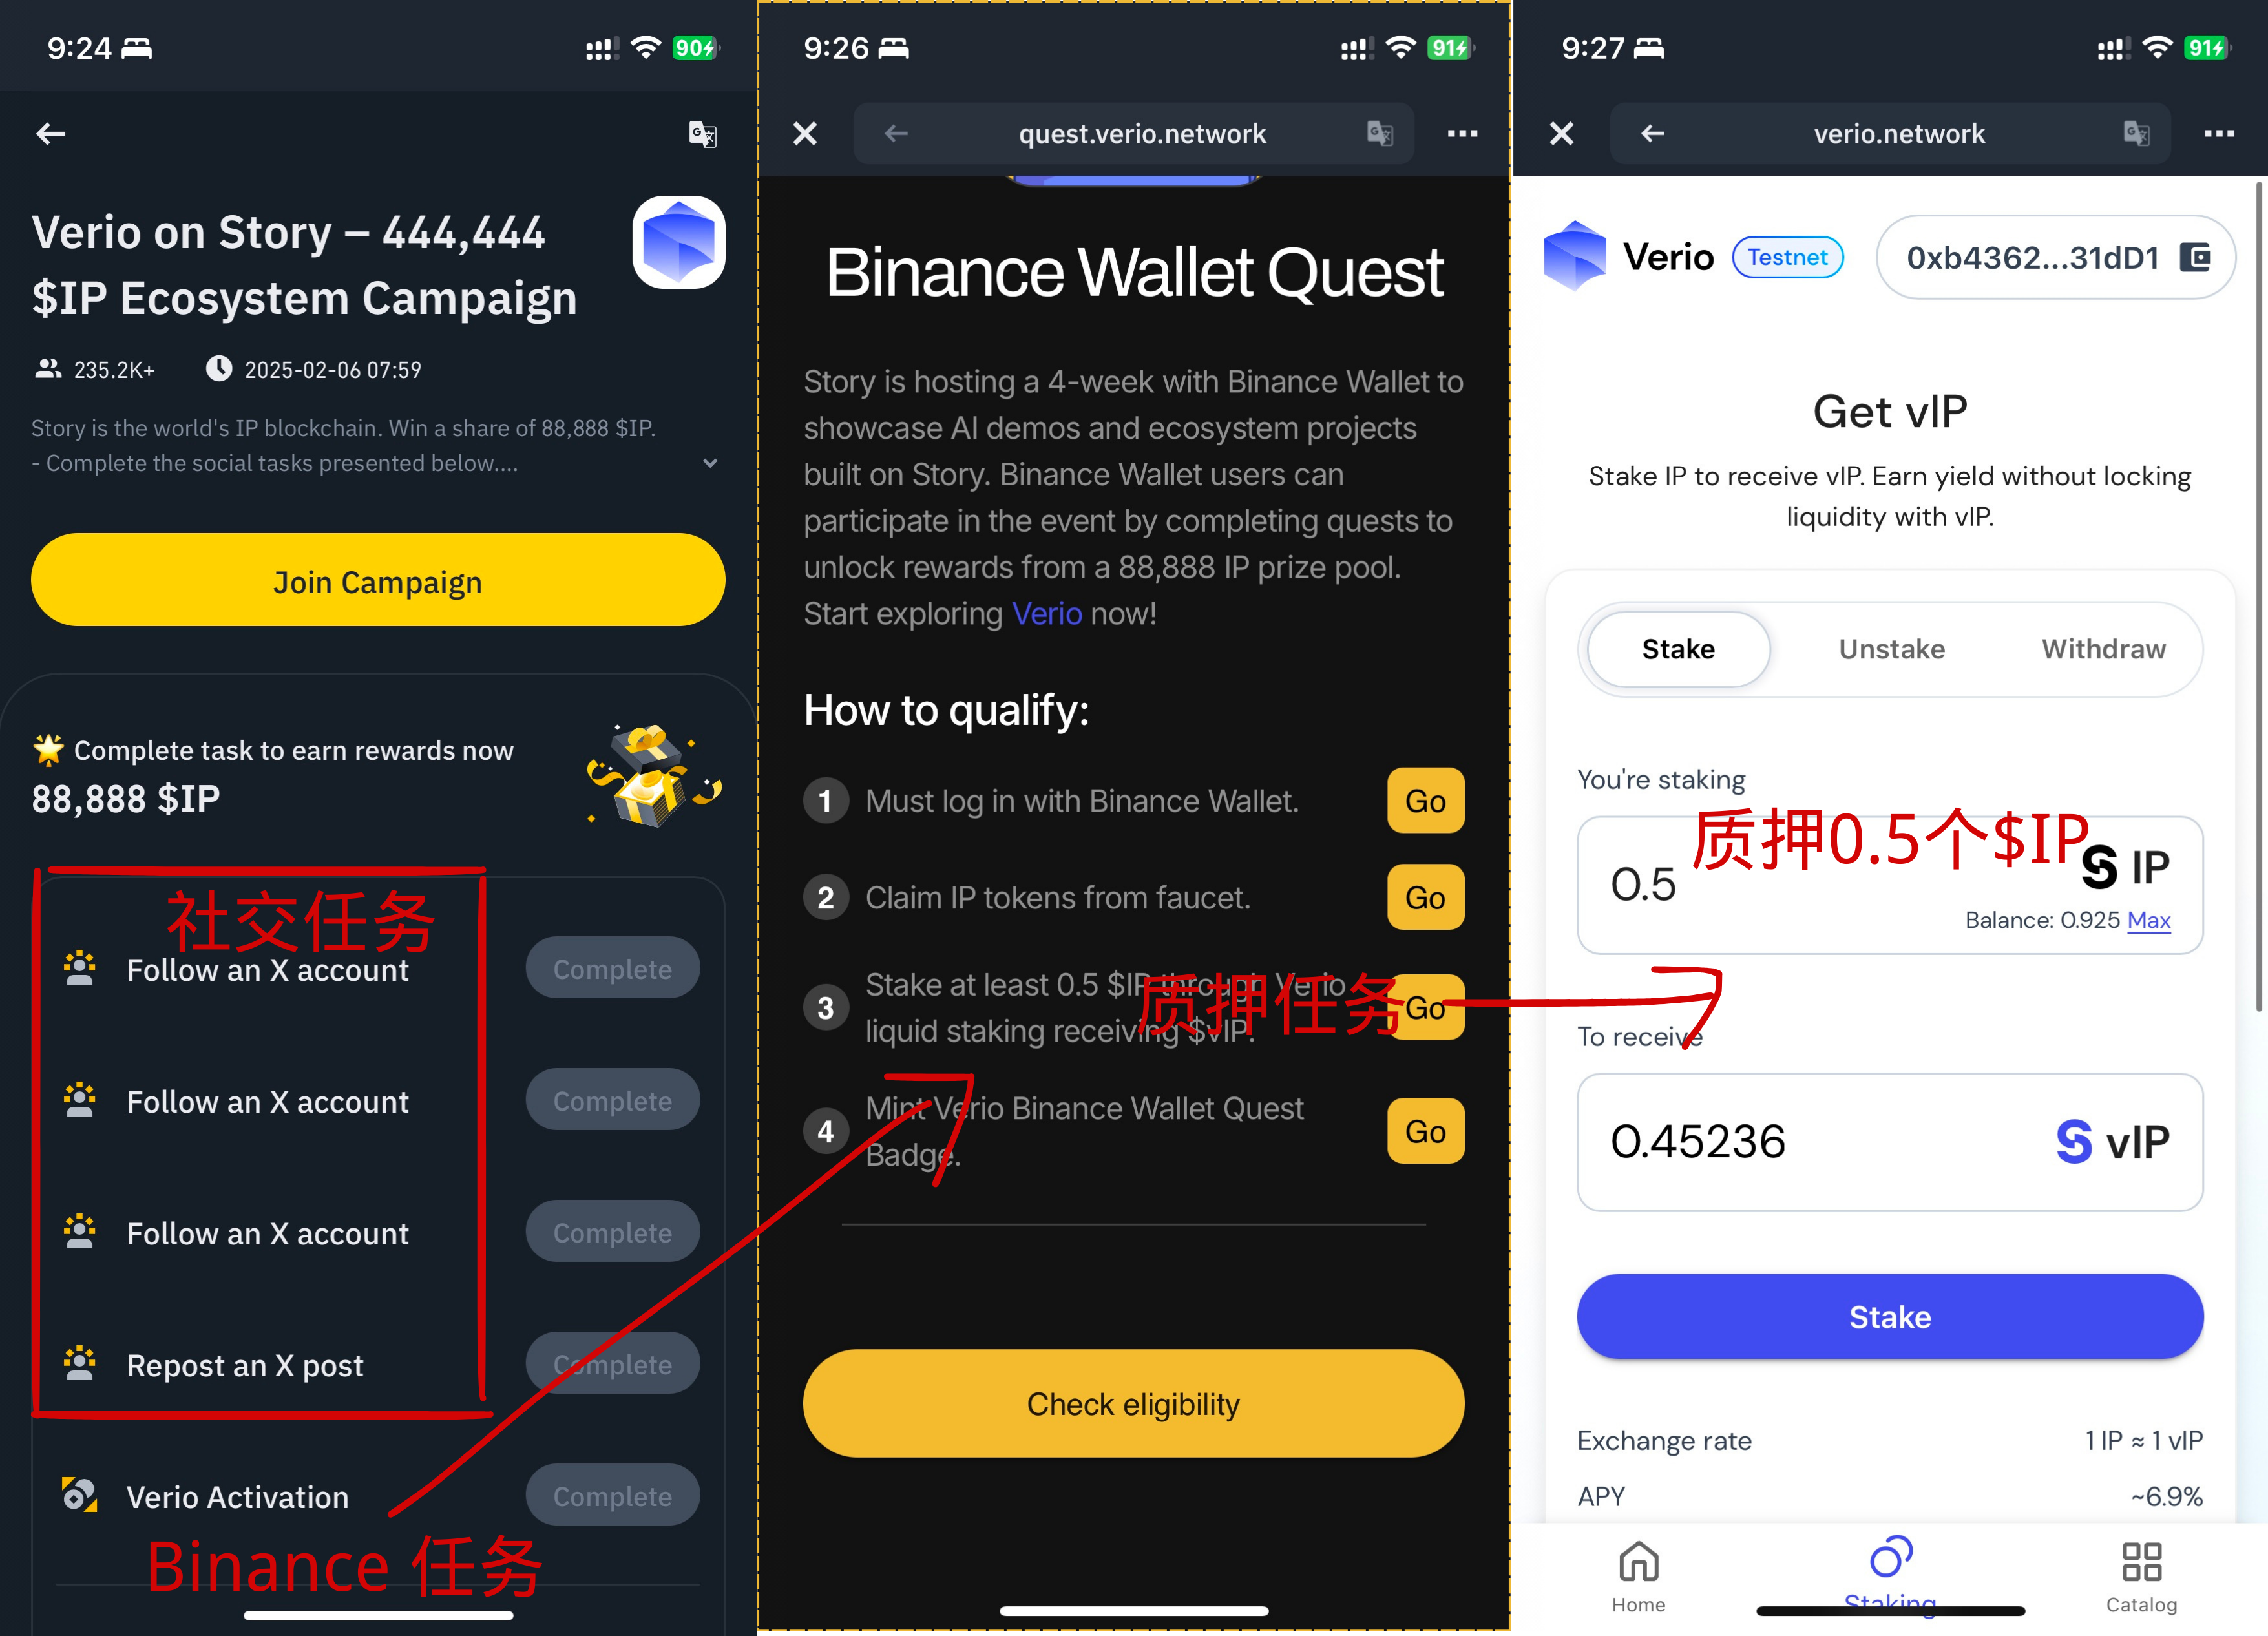 9:24
90
Verio on Story – 444,444
$IP Ecosystem Campaign
235.2K+
2025-02-06 07:59
Story is the world's IP blockchain. Win a share of 88,888 $IP.
- Complete the social tasks presented below....
Join Campaign
Complete task to earn rewards now
88,888 $IP
社交任务
Follow an X account
Complete
Follow an X account
Complete
Follow an X account
Complete
Repost an X post
Complete
Verio Activation
Complete
Binance 任务
9:26
91
quest.verio.network
Binance Wallet Quest
Story is hosting a 4-week with Binance Wallet to
showcase AI demos and ecosystem projects
built on Story. Binance Wallet users can
participate in the event by completing quests to
unlock rewards from a 88,888 IP prize pool.
Start exploring Verio now!
How to qualify:
1 Must log in with Binance Wallet.
Go
2 Claim IP tokens from faucet.
Go
3 Stake at least 0.5 $IP through Verio
liquid staking receiving $vIP.
质押任务
Go
4 Mint Verio Binance Wallet Quest
Badge.
Go
Check eligibility
9:27
91
verio.network
Verio
Testnet
0xb4362...31dD1
Get vIP
Stake IP to receive vIP. Earn yield without locking
liquidity with vIP.
Stake
Unstake
Withdraw
You're staking
质押0.5个$IP
0.5
IP
Balance: 0.925 Max
To receive
0.45236
vIP
Stake
Exchange rate
1 IP ≈ 1 vIP
APY
~6.9%
Home
Staking
Catalog